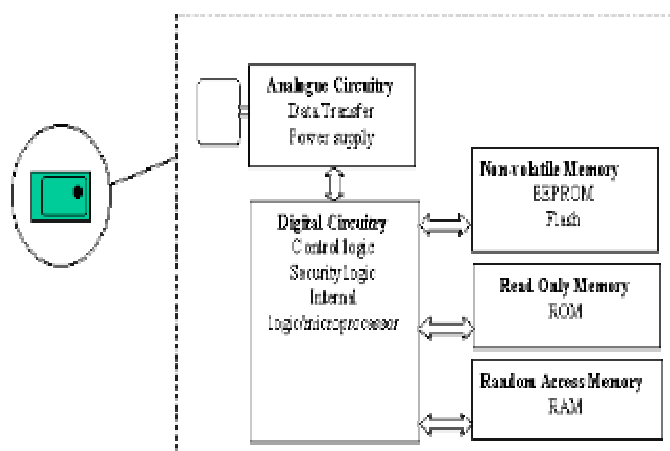 Analogue Circuitry
Data Transfer
Power supply
Digital Circuitry
Control logic
Security Logic
Internal
logic/microprocessor
Non-volatile Memory
EEPROM
Flash
Read Only Memory
ROM
Random Access Memory
RAM